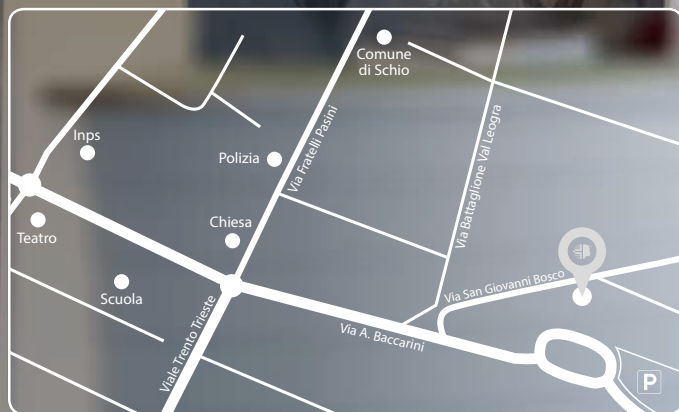 Comune
di Schio
Inps
Polizia
Via Fratelli Pasini
Via Battaglione Val Leogra
Chiesa
Teatro
Scuola
Via San Giovanni Bosco
Viale Trento Trieste
Via A. Baccarini
P